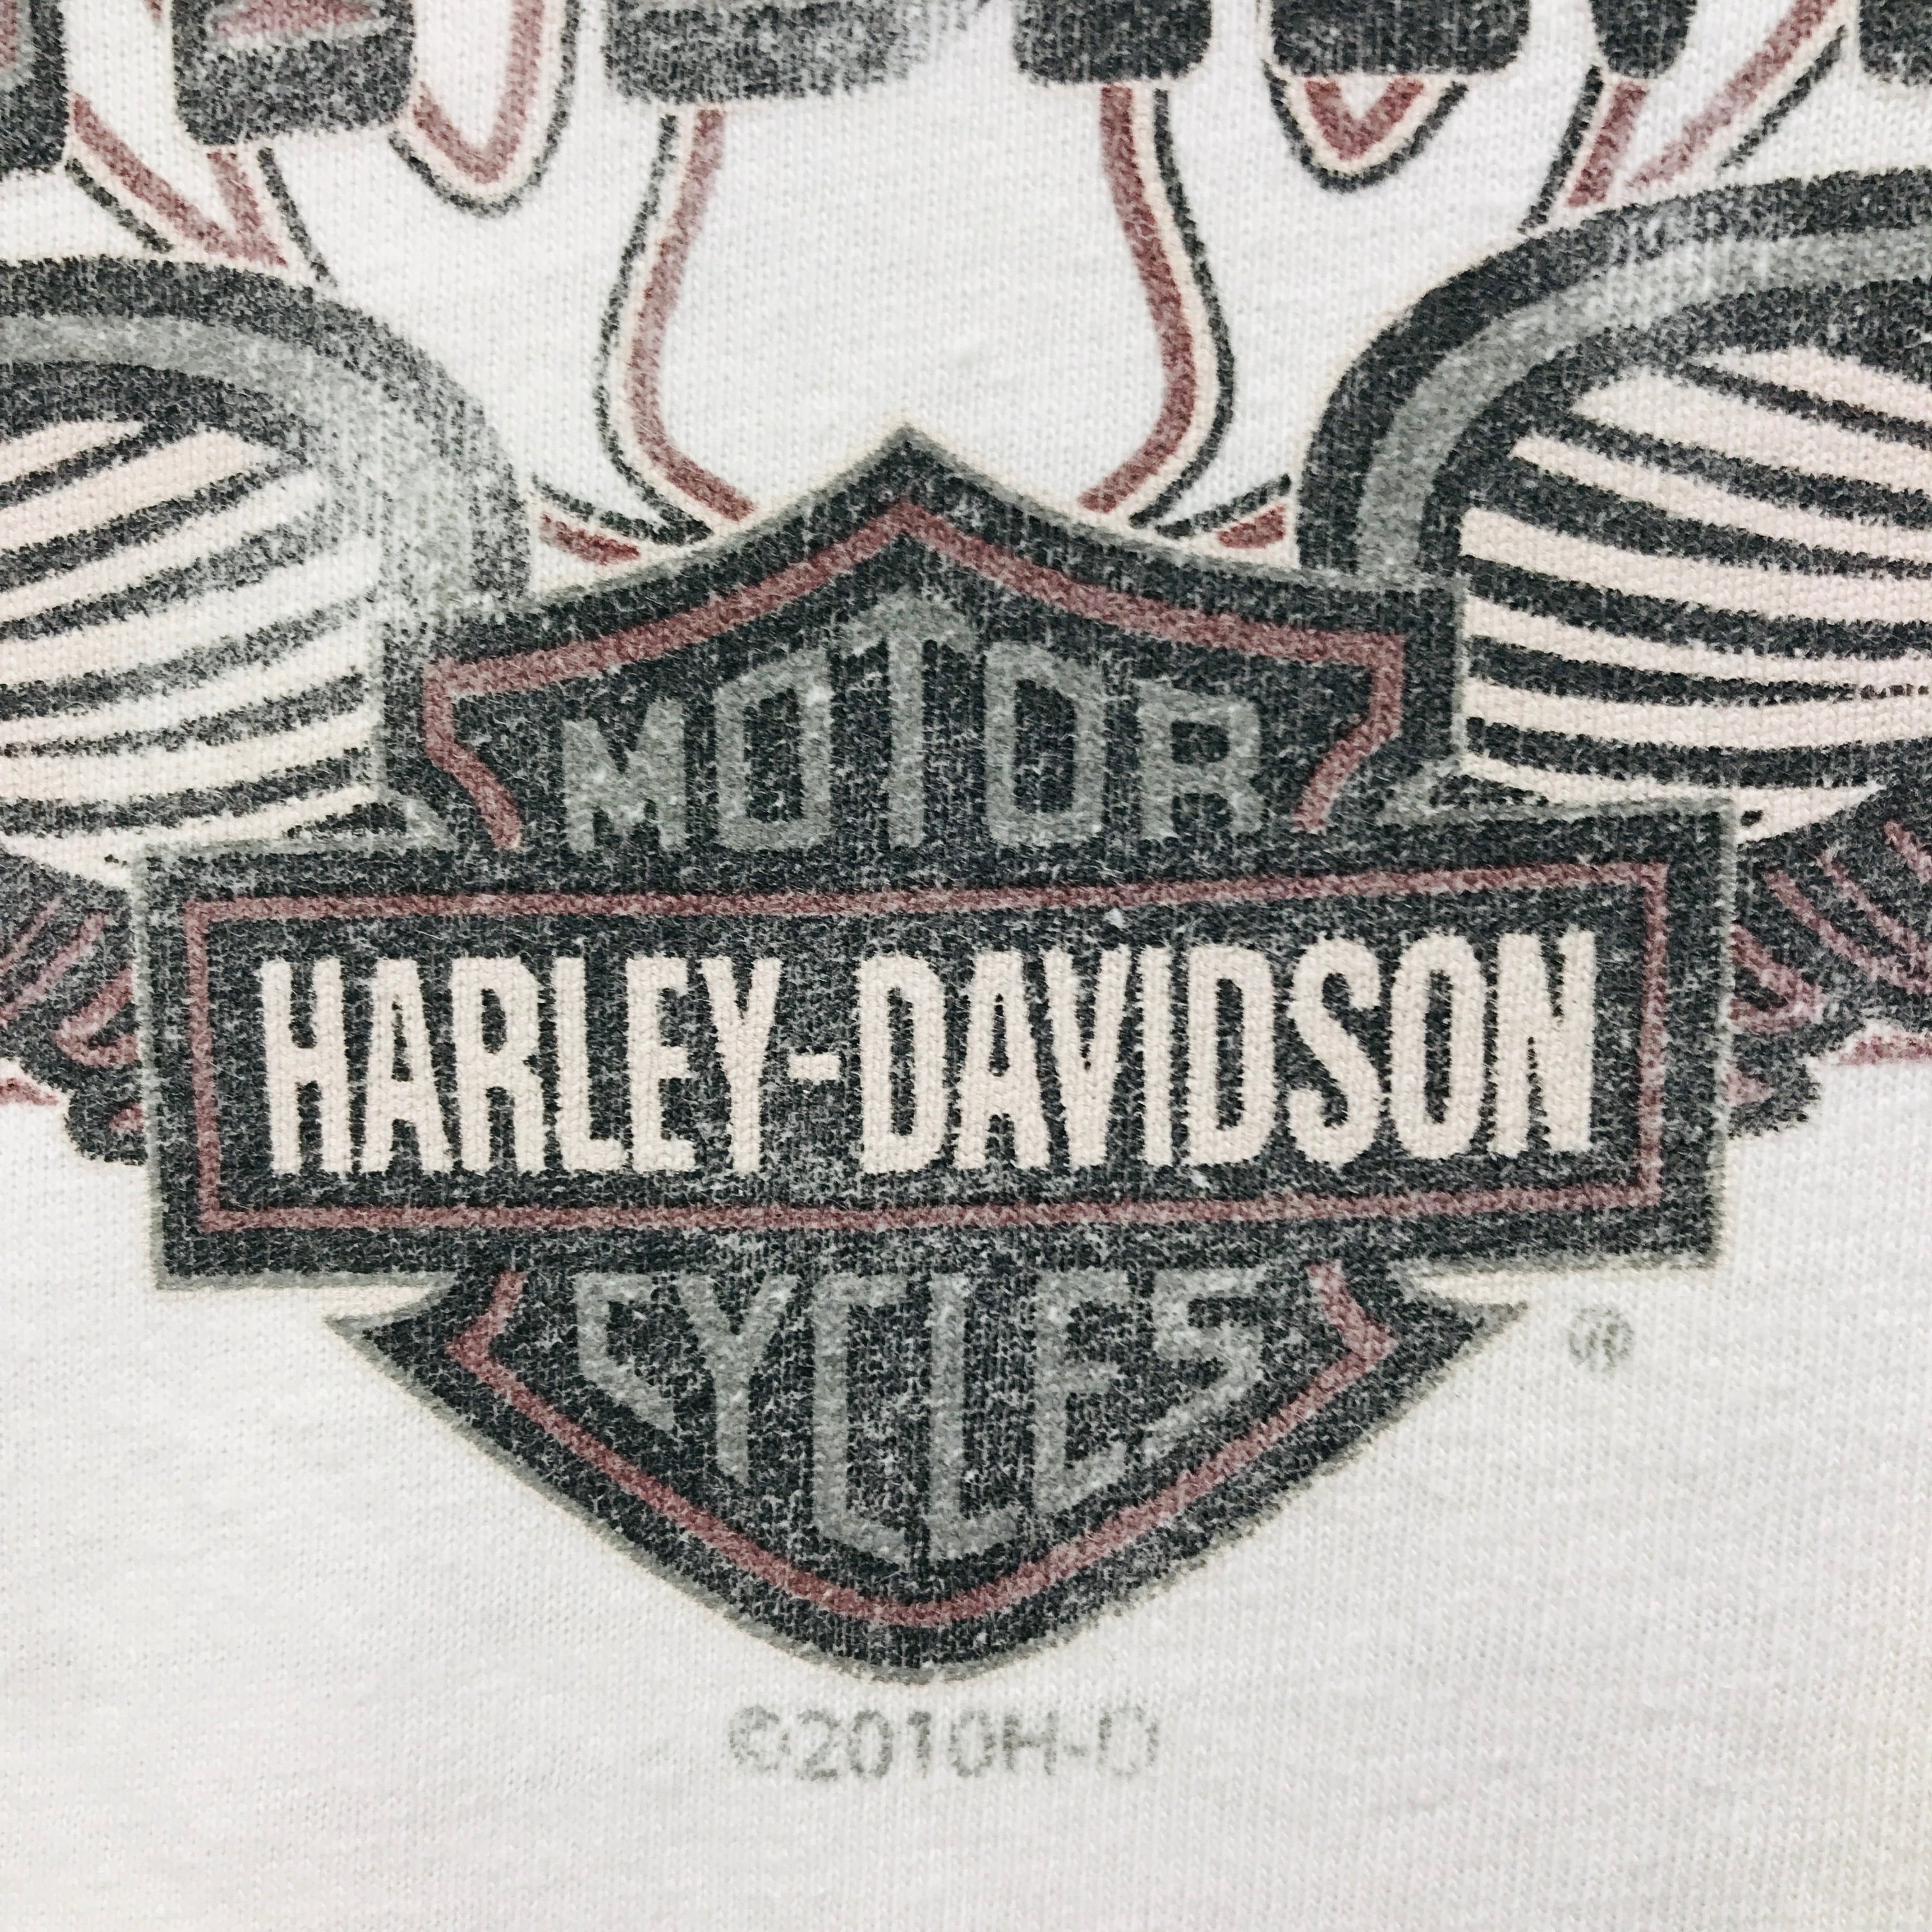 MOTOR
HARLEY-DAVIDSON
CYCLES
®
©2010H-D